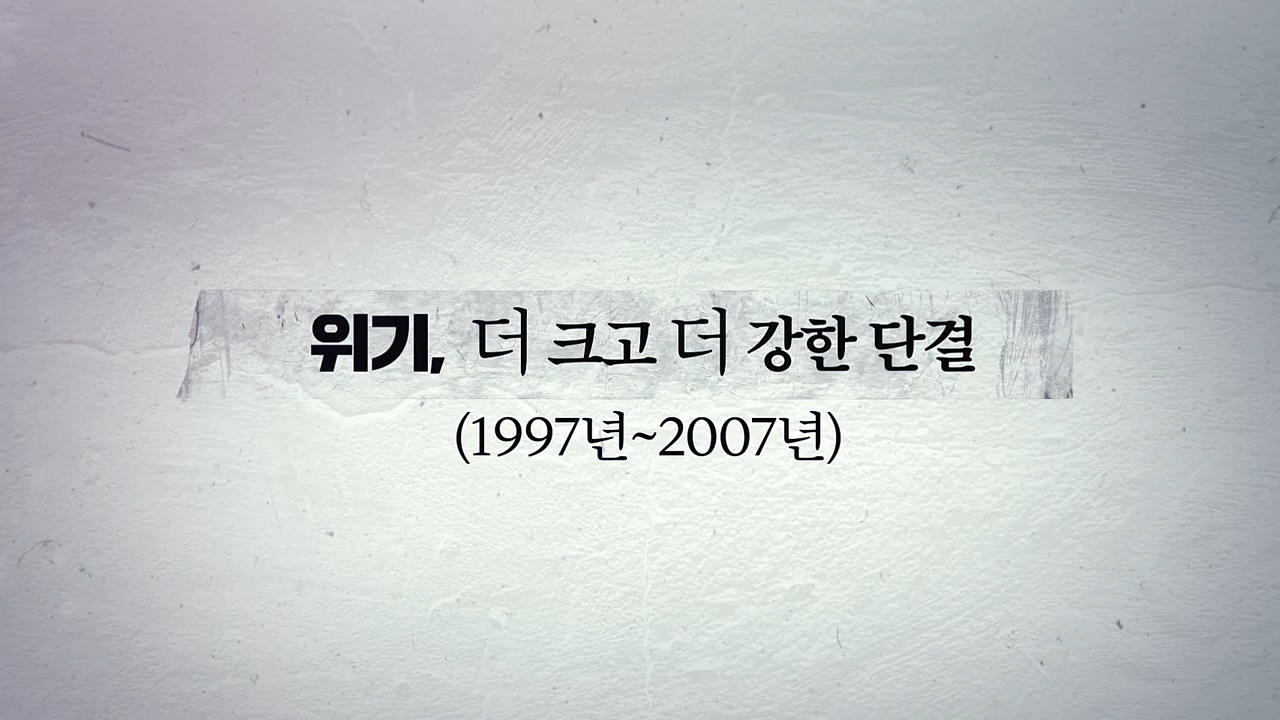 위기, 더 크고 더 강한 단결
(1997년~2007년)